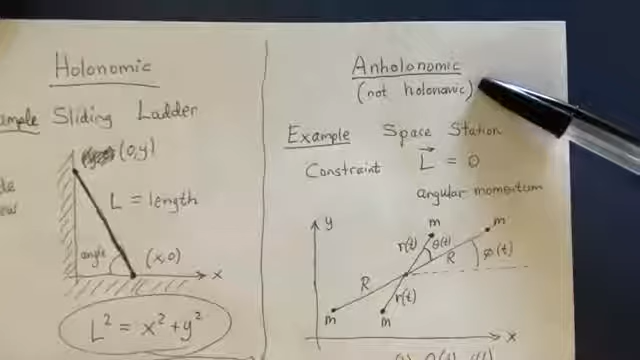 Holonomic
ample Sliding Ladder
(0,y)
L = length
angle
(x,0)
x
L² = x² + y²
Anholonomic
(not holonomic)
Example Space Station
Constraint L⃗ = 0
angular momentum
y
m
m
r(t)
θ(t)
R
φ(t)
R
r(t)
m
m
x